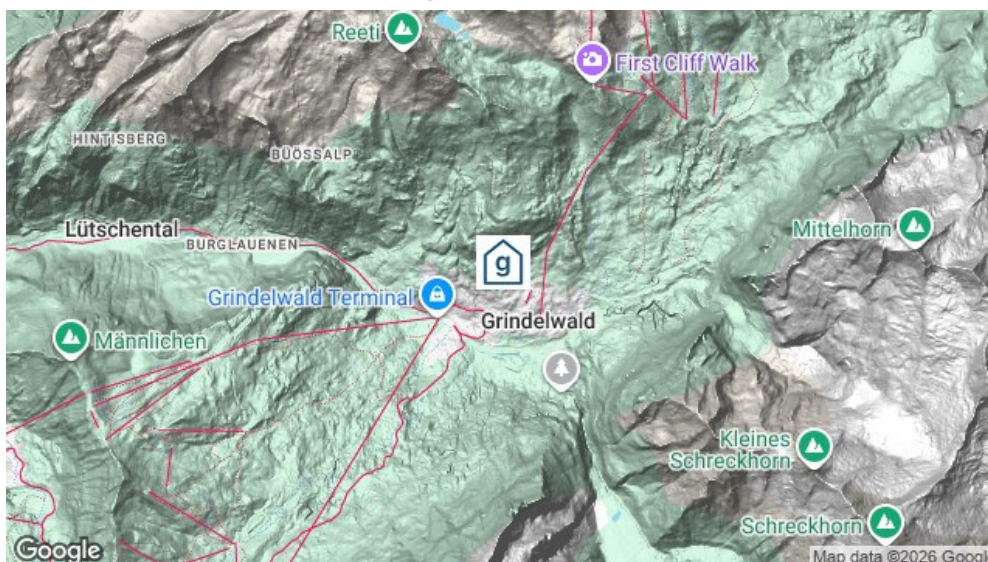 Reeti
First Cliff Walk
HINTISBERG
BÜÖSSALP
Lütschental
BURGLAUENEN
Mittelhorn
g
Grindelwald Terminal
Grindelwald
Männlichen
Kleines
Schreckhorn
Schreckhorn
Google
Map data ©2026 Google